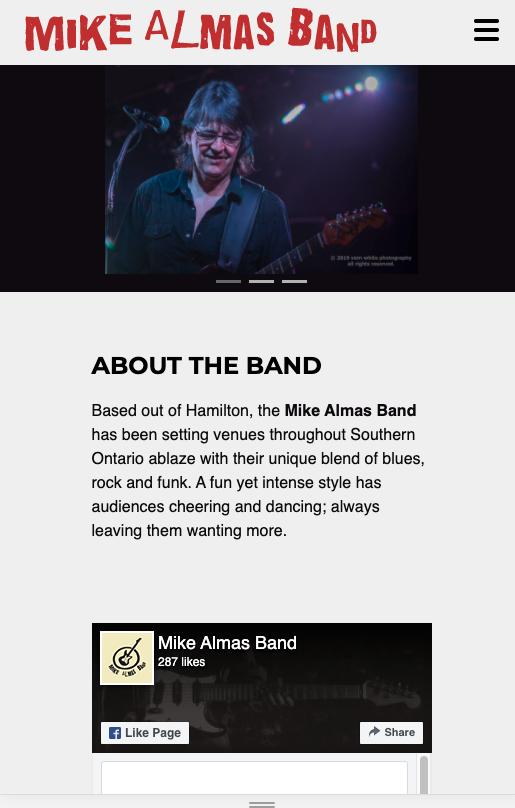 MIKE ALMAS BAND
© 2019 vern whitis photography
all rights reserved.
ABOUT THE BAND
Based out of Hamilton, the Mike Almas Band
has been setting venues throughout Southern
Ontario ablaze with their unique blend of blues,
rock and funk. A fun yet intense style has
audiences cheering and dancing; always
leaving them wanting more.
Mike Almas Band
287 likes
MIKE ALMAS BAND
Like Page
Share